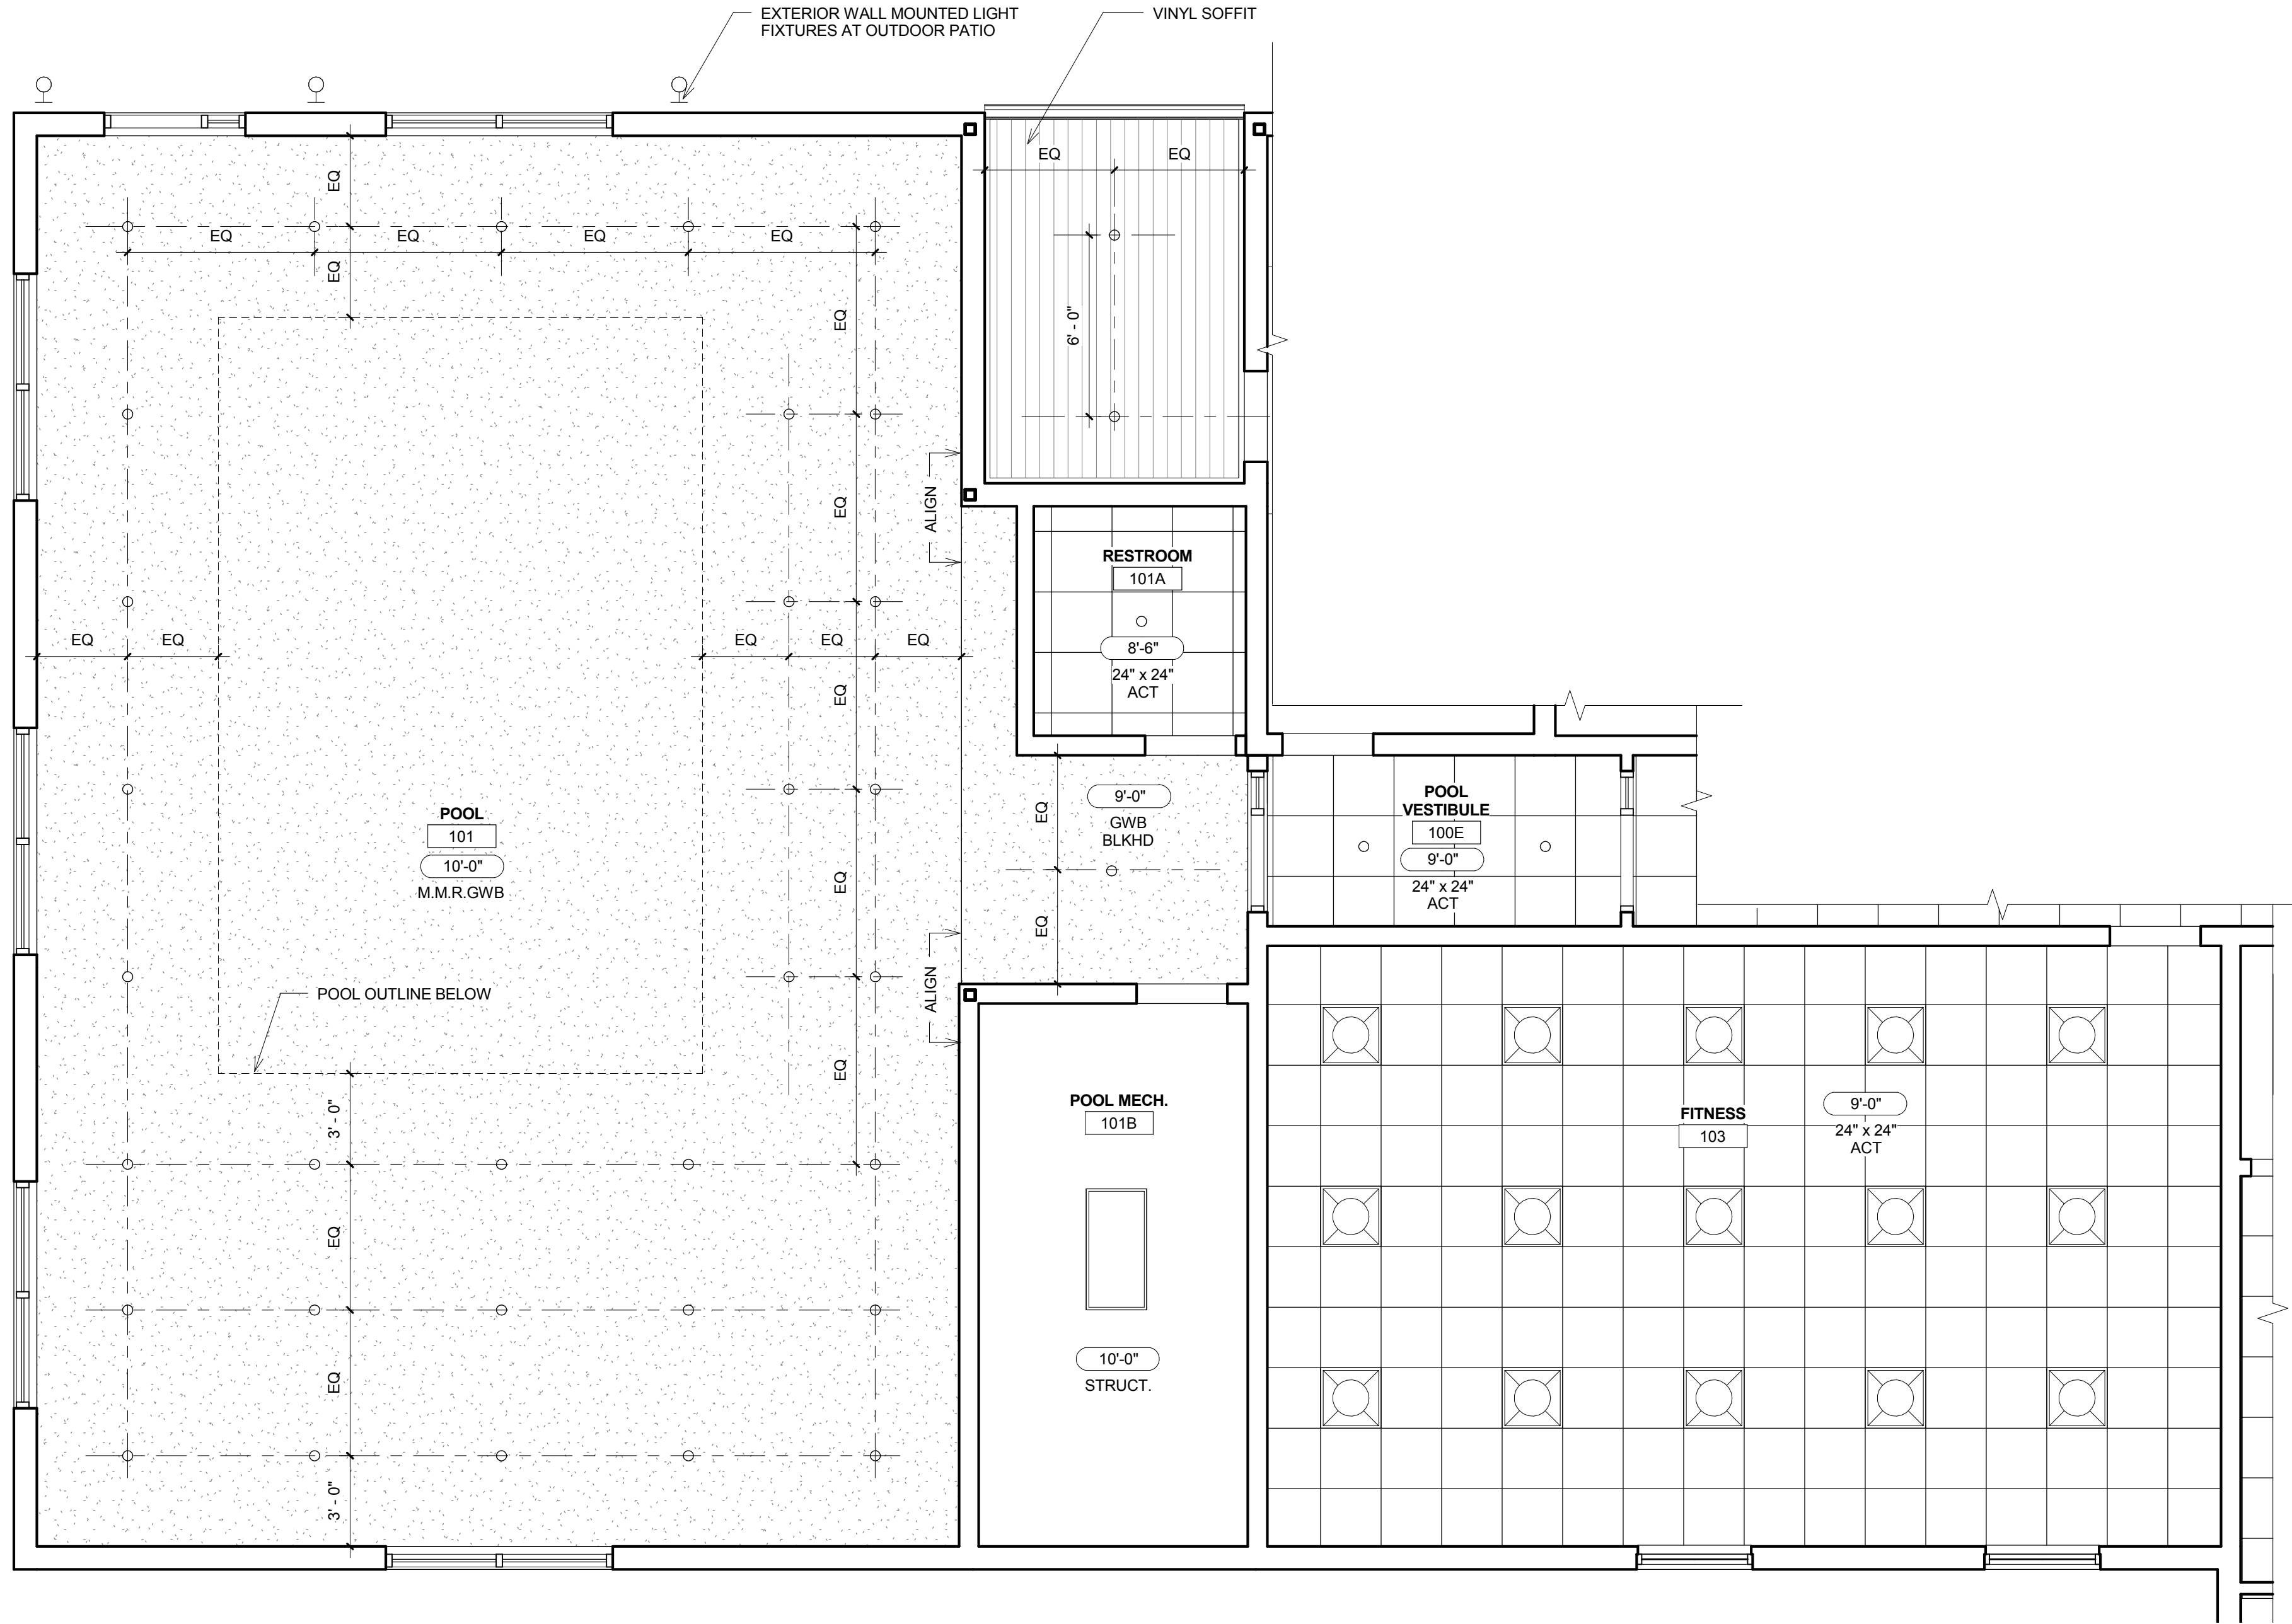 EXTERIOR WALL MOUNTED LIGHT
FIXTURES AT OUTDOOR PATIO
VINYL SOFFIT
EQ
EQ
EQ
EQ
EQ
EQ
EQ
EQ
6' - 0"
EQ
ALIGN
EQ
RESTROOM
101A
8'-6"
24" x 24"
ACT
EQ
EQ
EQ
EQ
EQ
EQ
POOL
101
10'-0"
M.M.R.GWB
EQ
9'-0"
GWB
BLKHD
EQ
EQ
POOL
VESTIBULE
100E
9'-0"
24" x 24"
ACT
ALIGN
POOL OUTLINE BELOW
EQ
3' - 0"
POOL MECH.
101B
FITNESS
103
9'-0"
24" x 24"
ACT
EQ
10'-0"
STRUCT.
EQ
3' - 0"